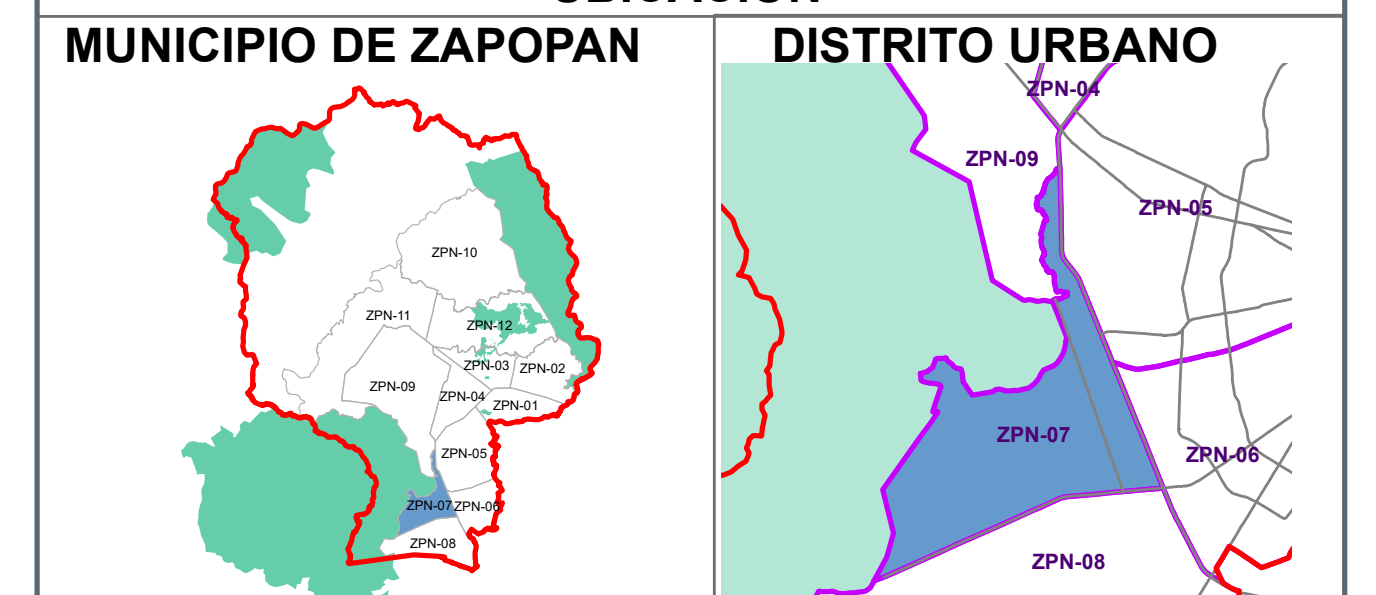 UBICACIÓN
MUNICIPIO DE ZAPOPAN
ZPN-10
ZPN-11
ZPN-12
ZPN-03
ZPN-02
ZPN-09
ZPN-04
ZPN-01
ZPN-05
ZPN-07
ZPN-06
ZPN-08
DISTRITO URBANO
ZPN-04
ZPN-09
ZPN-05
ZPN-07
ZPN-06
ZPN-08